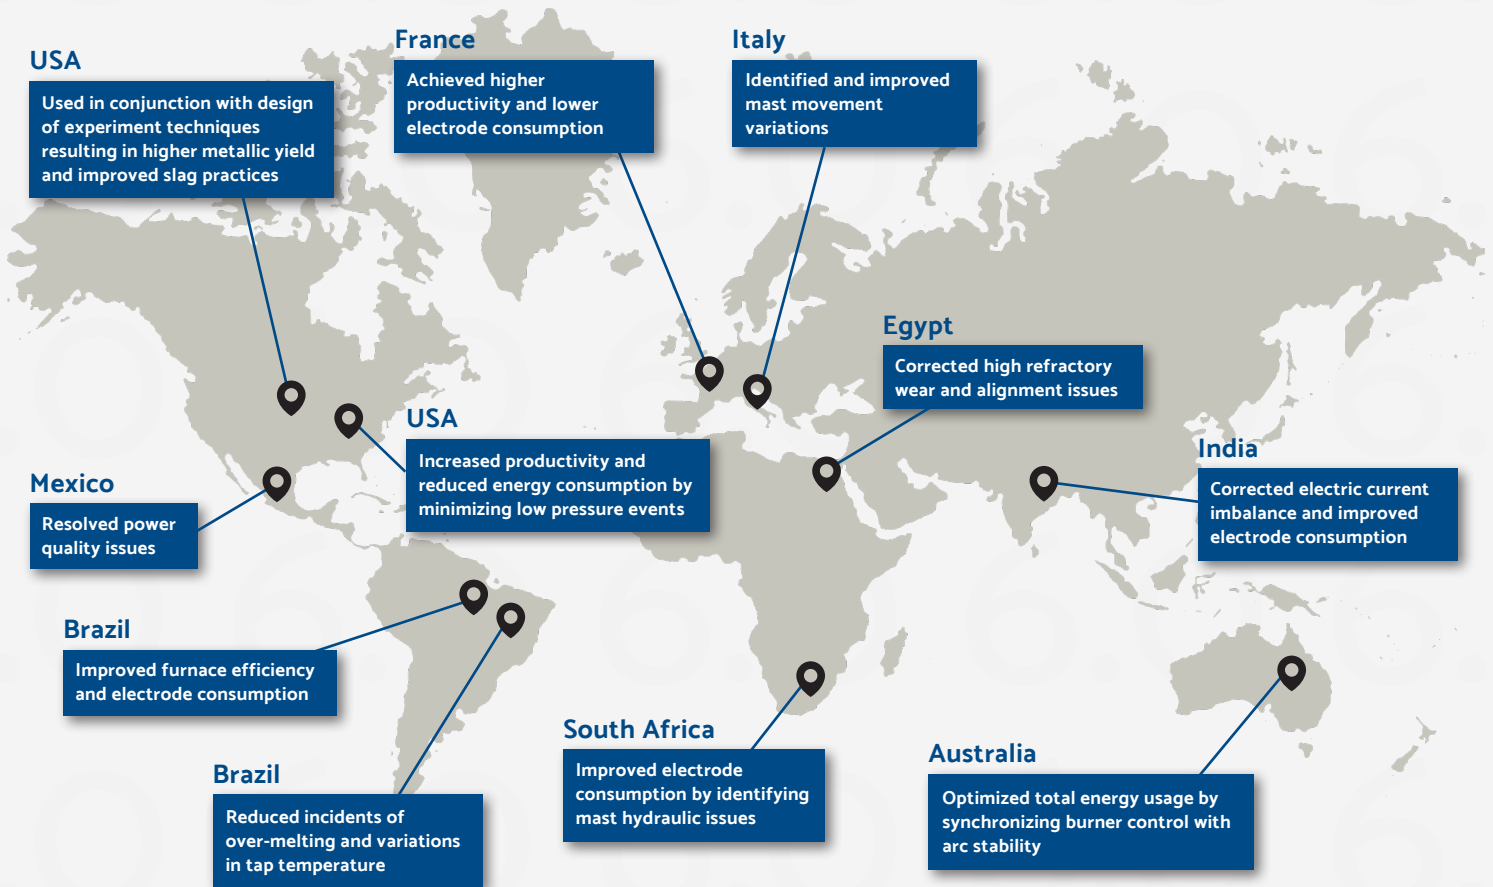 USA
Used in conjunction with design
of experiment techniques
resulting in higher metallic yield
and improved slag practices
France
Achieved higher
productivity and lower
electrode consumption
Italy
Identified and improved
mast movement
variations
Egypt
Corrected high refractory
wear and alignment issues
USA
Increased productivity and
reduced energy consumption by
minimizing low pressure events
India
Corrected electric current
imbalance and improved
electrode consumption
Mexico
Resolved power
quality issues
Brazil
Improved furnace efficiency
and electrode consumption
Brazil
Reduced incidents of
over-melting and variations
in tap temperature
South Africa
Improved electrode
consumption by identifying
mast hydraulic issues
Australia
Optimized total energy usage by
synchronizing burner control with
arc stability